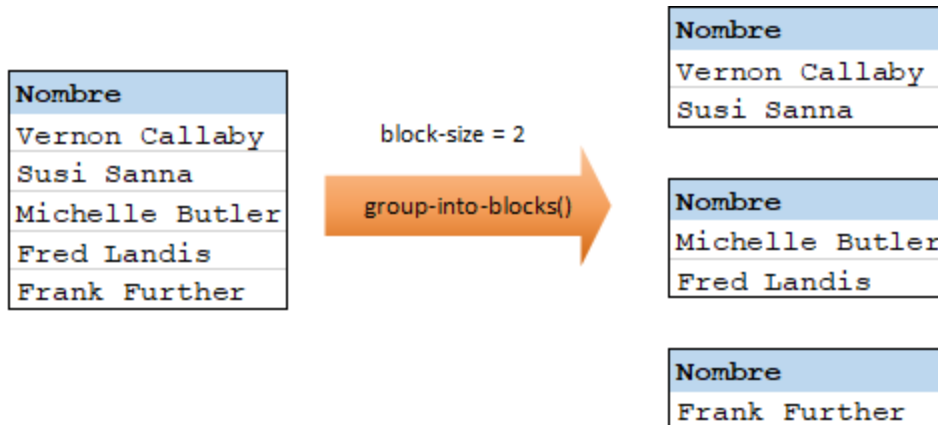 Nombre
Vernon Callaby
Susi Sanna
Michelle Butler
Fred Landis
Frank Further
block-size = 2
group-into-blocks()
Nombre
Vernon Callaby
Susi Sanna
Nombre
Michelle Butler
Fred Landis
Nombre
Frank Further